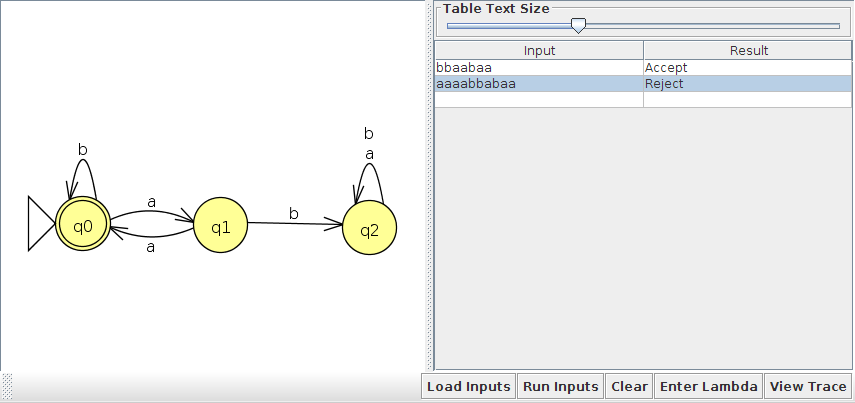 Table Text Size
Input Result
bbaabaa Accept
aaaabbabaa Reject
b
b
a
a
b
q0 q1 q2
a
Load Inputs Run Inputs Clear Enter Lambda View Trace